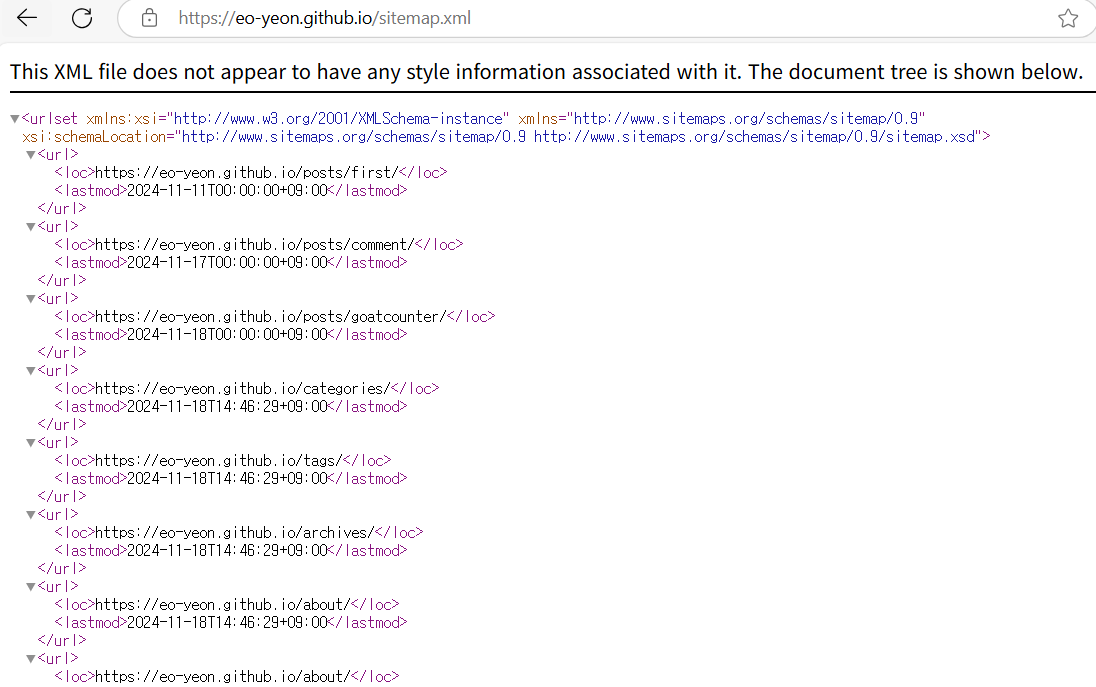 https://eo-yeon.github.io/sitemap.xml
This XML file does not appear to have any style information associated with it. The document tree is shown below.
▼<urlset xmlns:xsi="http://www.w3.org/2001/XMLSchema-instance" xmlns="http://www.sitemaps.org/schemas/sitemap/0.9"
xsi:schemaLocation="http://www.sitemaps.org/schemas/sitemap/0.9 http://www.sitemaps.org/schemas/sitemap/0.9/sitemap.xsd">
▼<url>
<loc>https://eo-yeon.github.io/posts/first/</loc>
<lastmod>2024-11-11T00:00:00+09:00</lastmod>
</url>
▼<url>
<loc>https://eo-yeon.github.io/posts/comment/</loc>
<lastmod>2024-11-17T00:00:00+09:00</lastmod>
</url>
▼<url>
<loc>https://eo-yeon.github.io/posts/goatcounter/</loc>
<lastmod>2024-11-18T00:00:00+09:00</lastmod>
</url>
▼<url>
<loc>https://eo-yeon.github.io/categories/</loc>
<lastmod>2024-11-18T14:46:29+09:00</lastmod>
</url>
▼<url>
<loc>https://eo-yeon.github.io/tags/</loc>
<lastmod>2024-11-18T14:46:29+09:00</lastmod>
</url>
▼<url>
<loc>https://eo-yeon.github.io/archives/</loc>
<lastmod>2024-11-18T14:46:29+09:00</lastmod>
</url>
▼<url>
<loc>https://eo-yeon.github.io/about/</loc>
<lastmod>2024-11-18T14:46:29+09:00</lastmod>
</url>
▼<url>
<loc>https://eo-yeon.github.io/about/</loc>